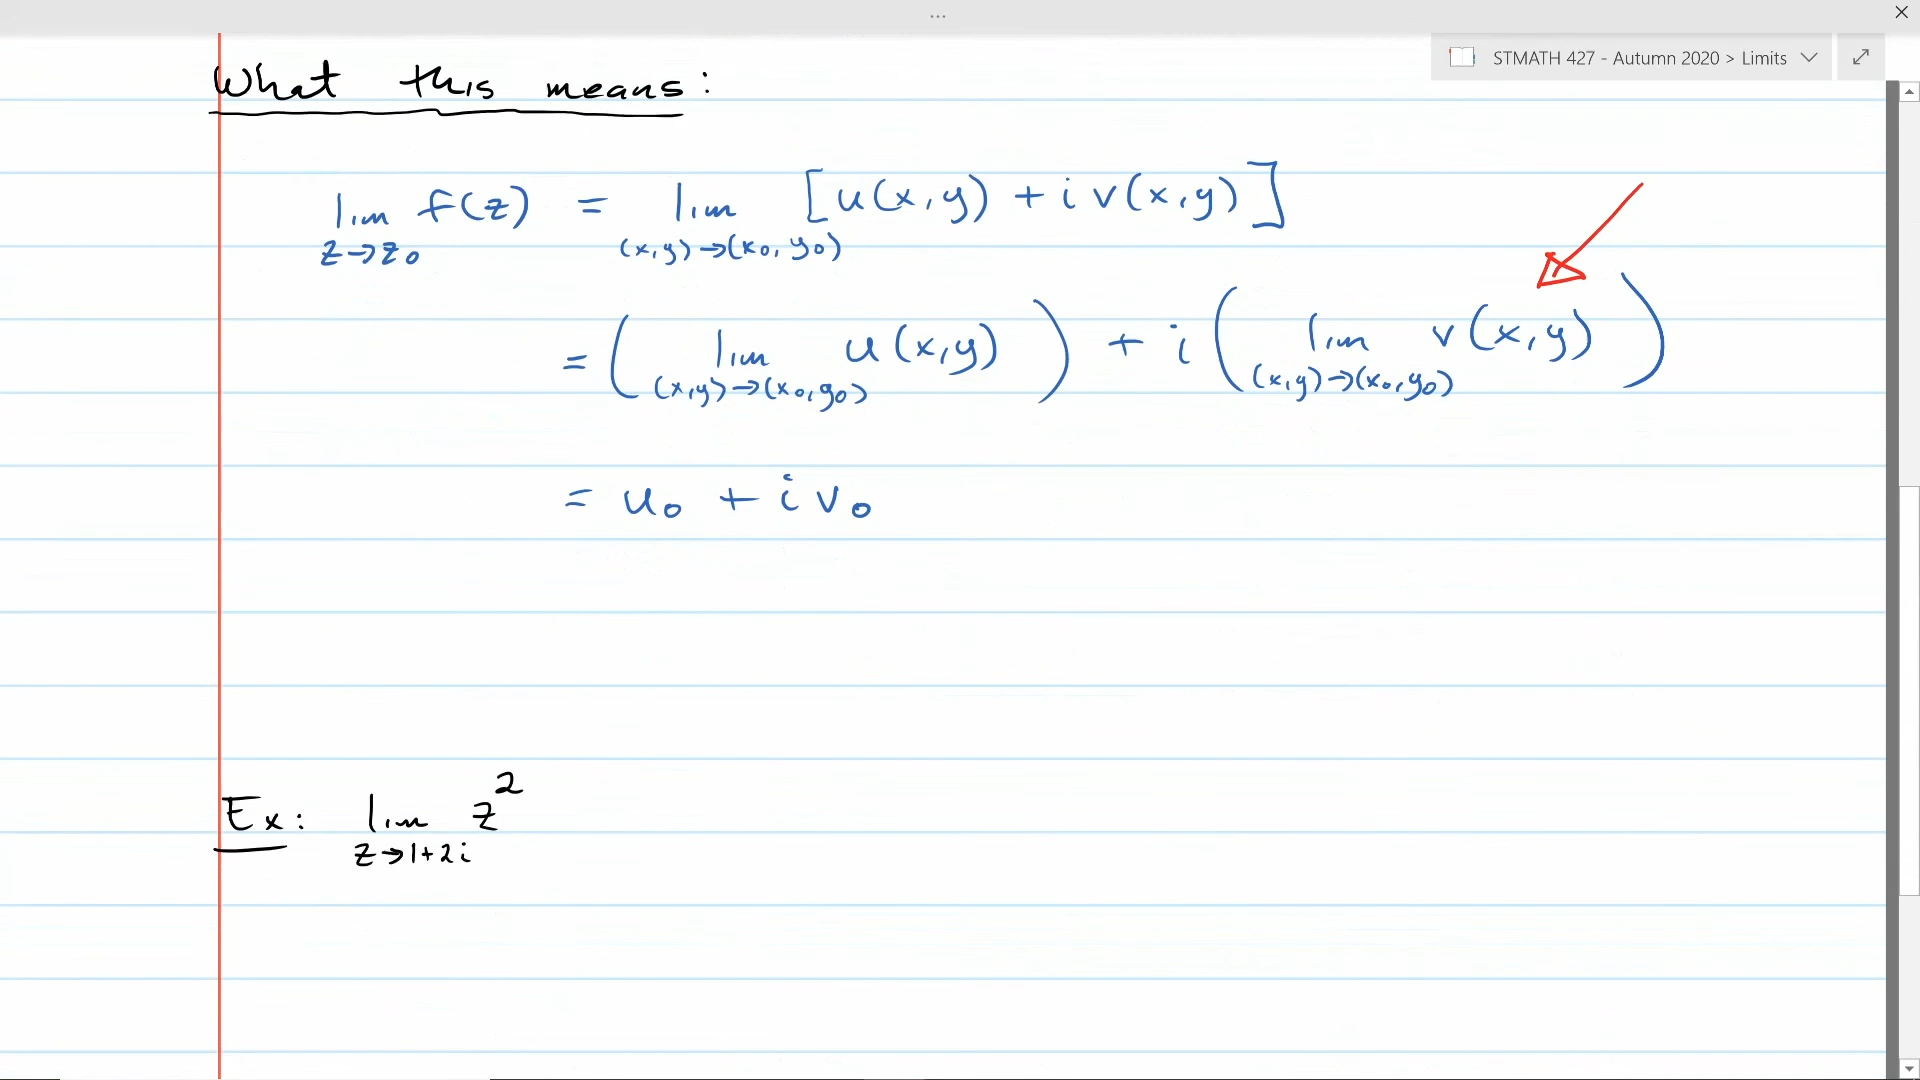 ...
STMATH 427 - Autumn 2020 > Limits
What this means:
lim f(z) = lim [u(x,y) + i v(x,y)]
z→z₀ (x,y)→(x₀,y₀)
= ( lim u(x,y) ) + i ( lim v(x,y) )
(x,y)→(x₀,y₀) (x,y)→(x₀,y₀)
= u₀ + i v₀
Ex: lim z²
z→1+2i